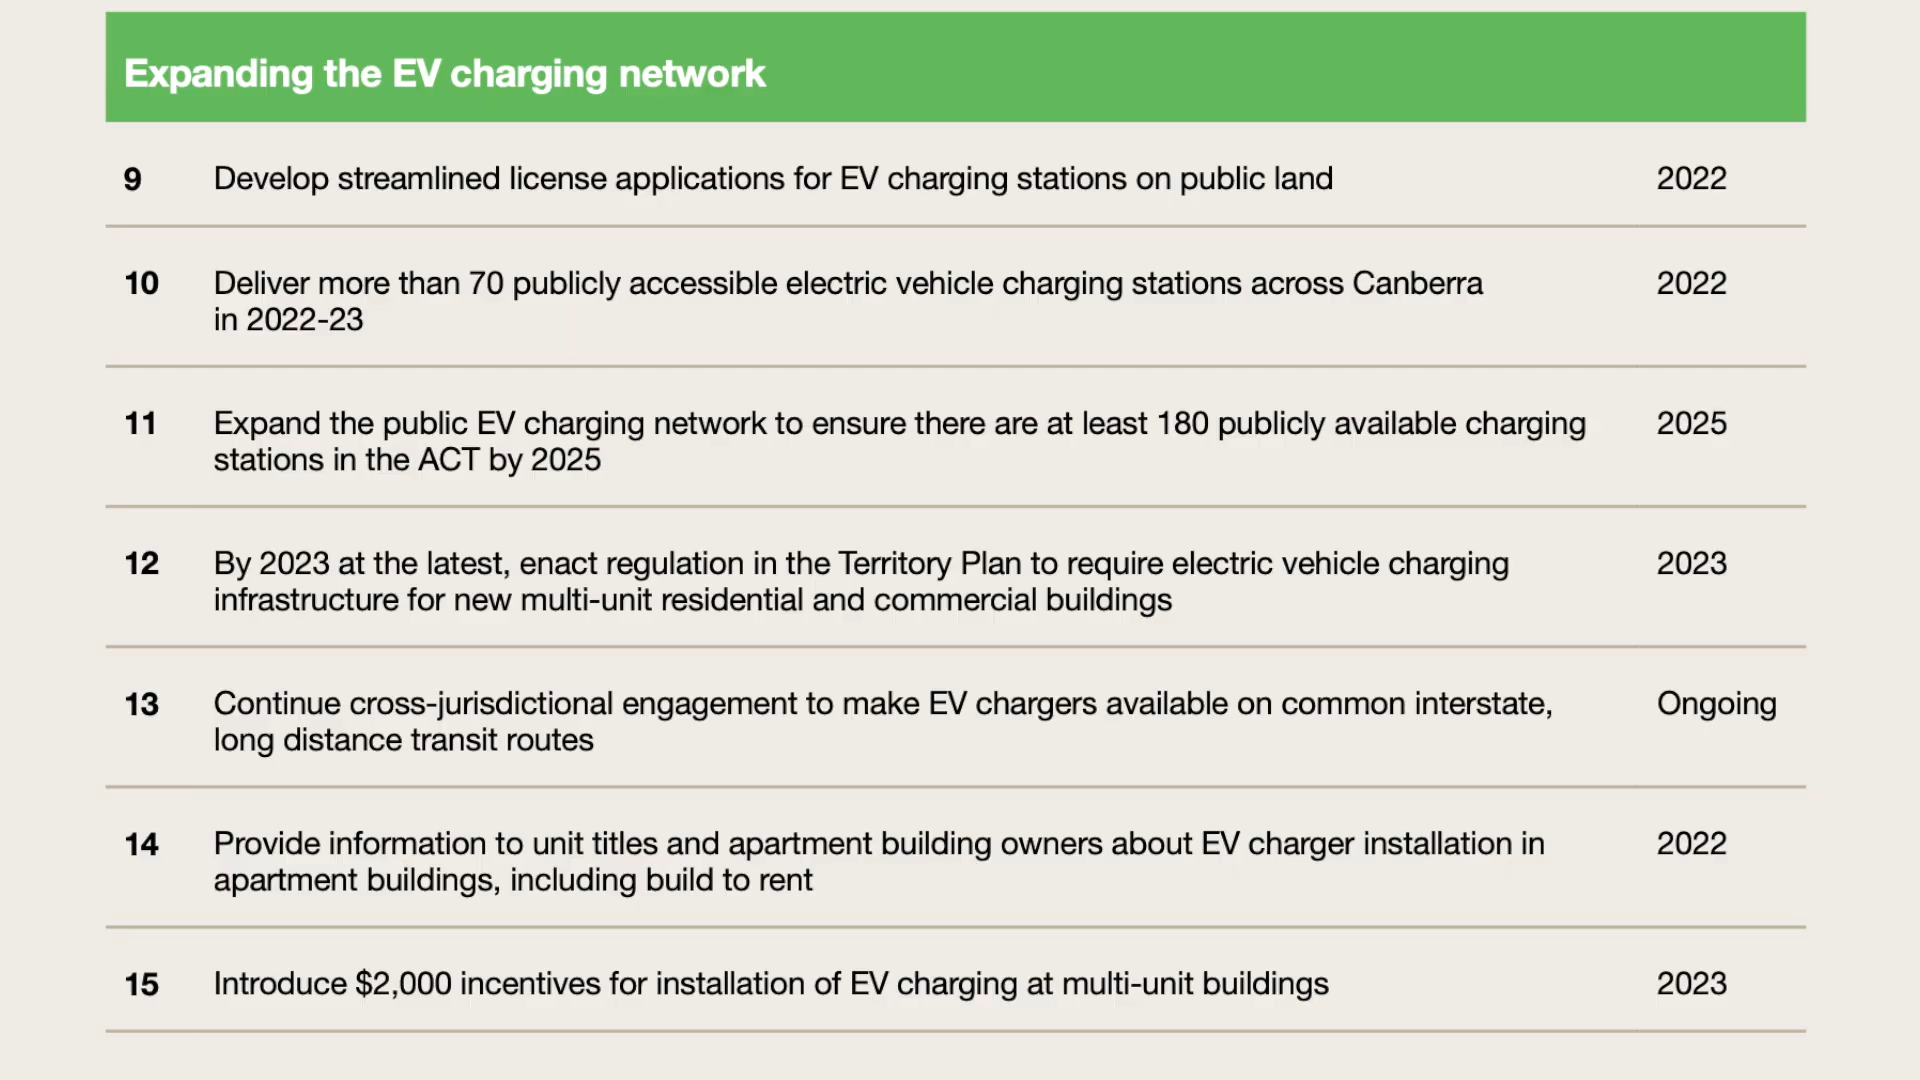 Expanding the EV charging network
9 Develop streamlined license applications for EV charging stations on public land 2022
10 Deliver more than 70 publicly accessible electric vehicle charging stations across Canberra 2022
in 2022-23
11 Expand the public EV charging network to ensure there are at least 180 publicly available charging 2025
stations in the ACT by 2025
12 By 2023 at the latest, enact regulation in the Territory Plan to require electric vehicle charging 2023
infrastructure for new multi-unit residential and commercial buildings
13 Continue cross-jurisdictional engagement to make EV chargers available on common interstate, Ongoing
long distance transit routes
14 Provide information to unit titles and apartment building owners about EV charger installation in 2022
apartment buildings, including build to rent
15 Introduce $2,000 incentives for installation of EV charging at multi-unit buildings 2023